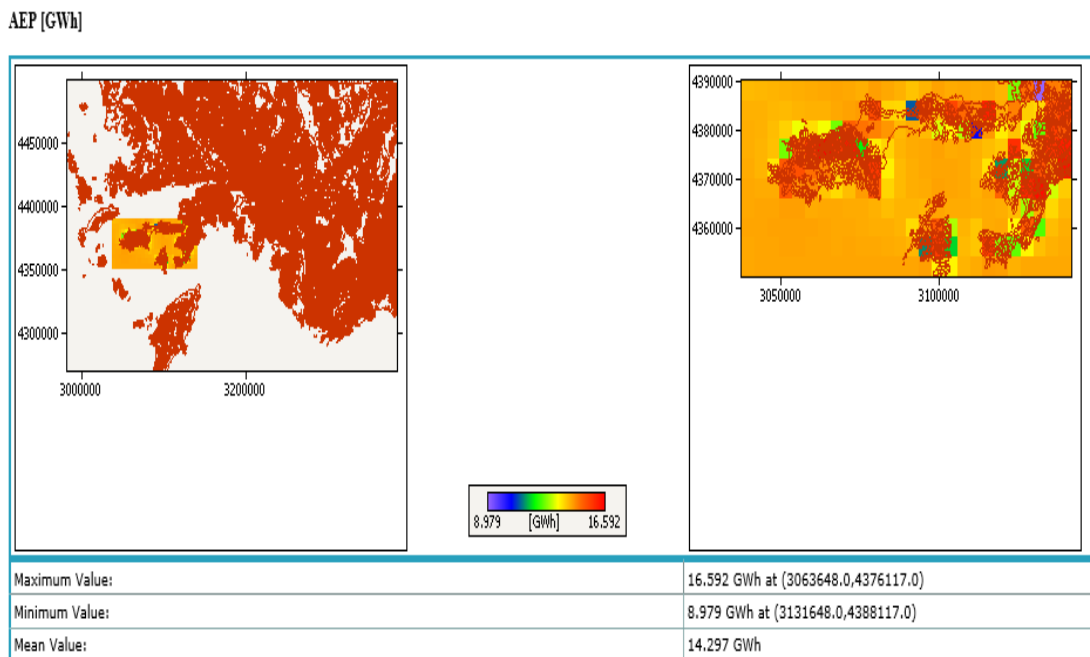 AEP [GWh]
4450000
4400000
4350000
4300000
3000000
3200000
4390000
4380000
4370000
4360000
3050000
3100000
8.979 [GWh] 16.592
Maximum Value: 16.592 GWh at (3063648.0,4376117.0)
Minimum Value: 8.979 GWh at (3131648.0,4388117.0)
Mean Value: 14.297 GWh